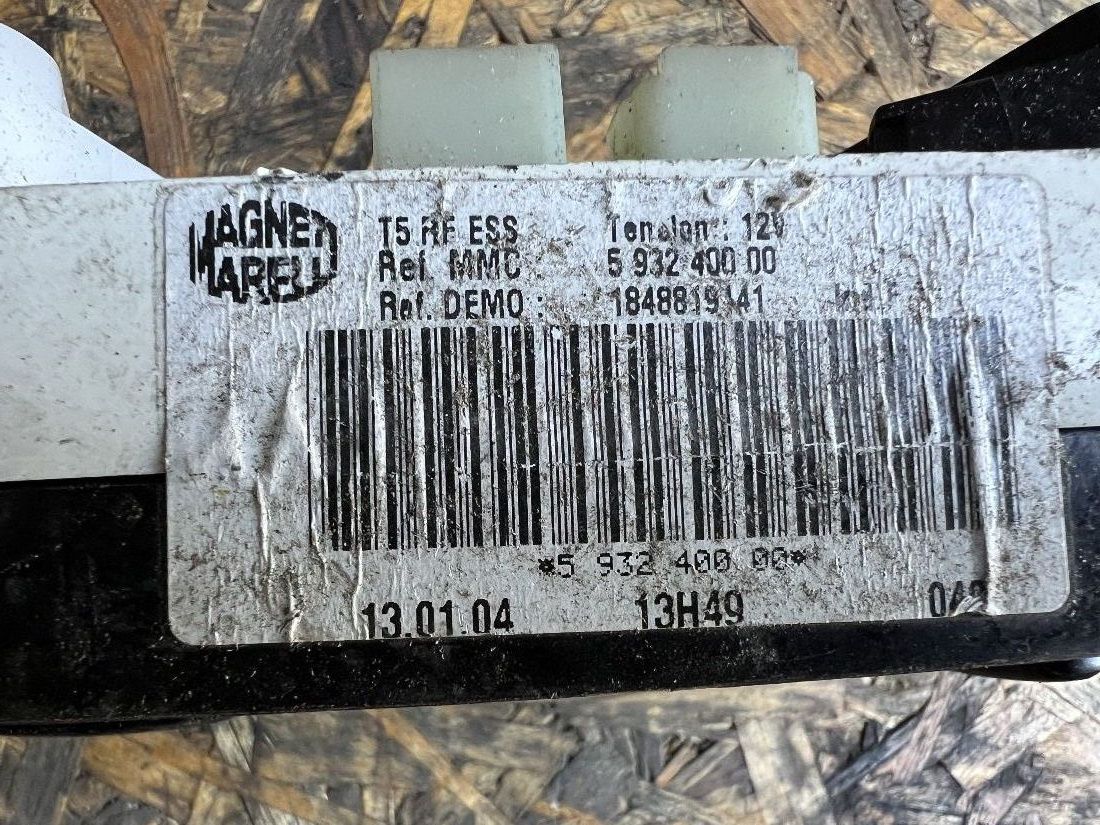 MAGNETI
MARELLI
T5 RF ESS Tension : 12V
Ref. MMC 5 932 400 00
Ref. DEMO :
*5 932 400 00*
13.01.04 13H49